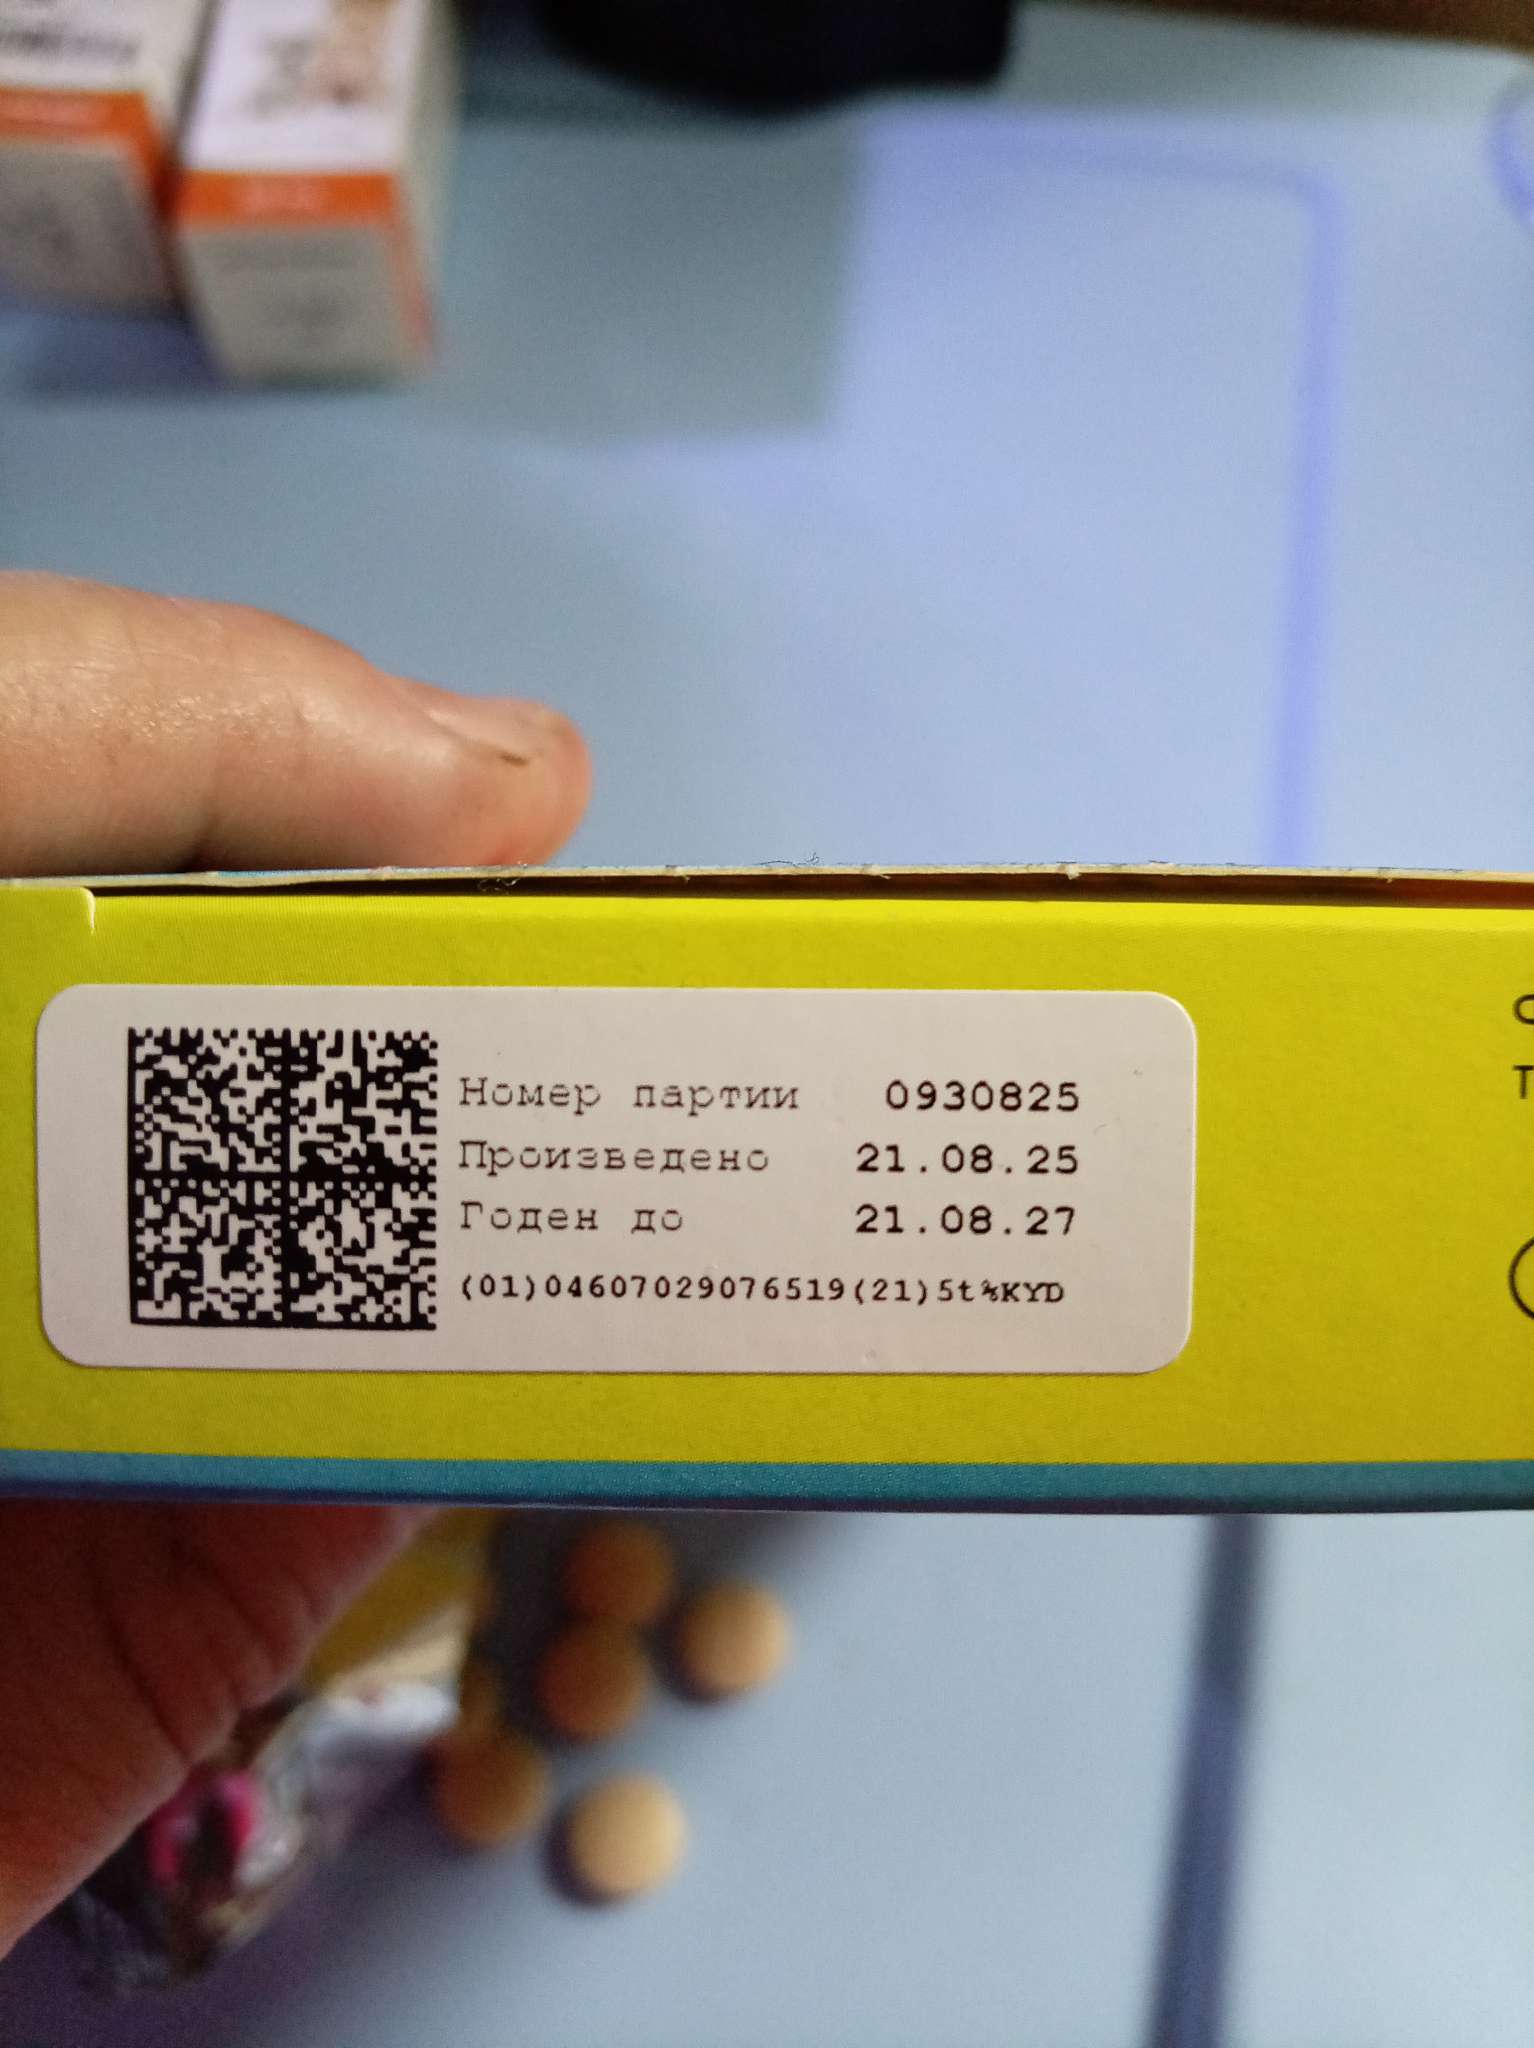 Номер партии 0930825
Произведено 21.08.25
Годен до 21.08.27
(01)04607029076519(21)5t%KYD